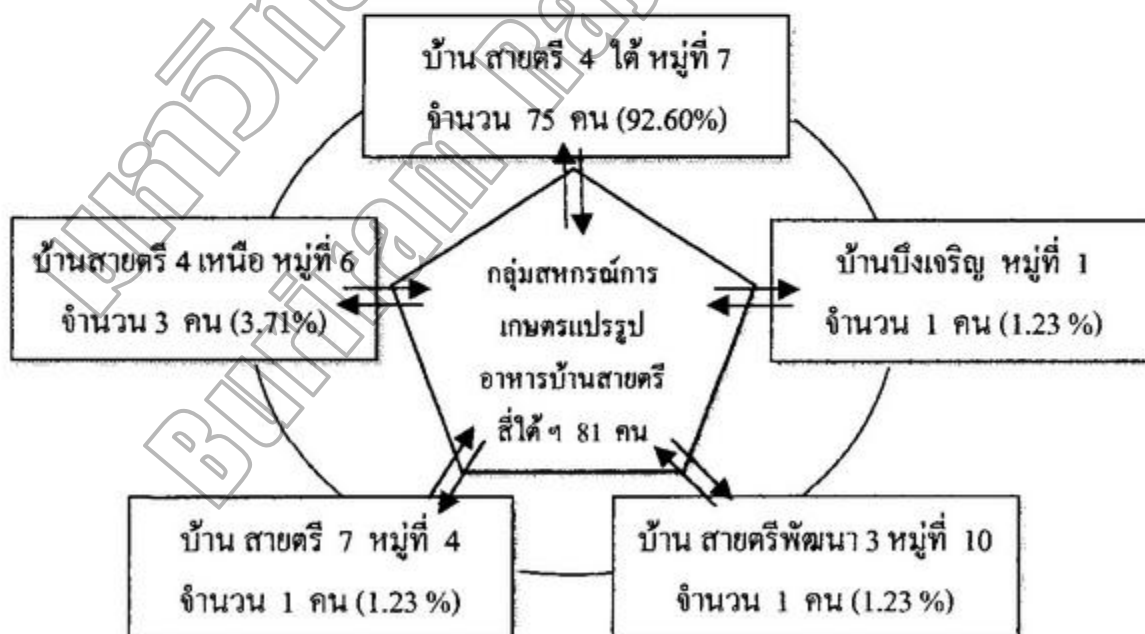 บ้าน สายตรี 4 ใต้ หมู่ที่ 7
จำนวน 75 คน (92.60%)
บ้านสายตรี 4 เหนือ หมู่ที่ 6
จำนวน 3 คน (3.71%)
กลุ่มสหกรณ์การ
เกษตรแปรรูป
อาหารบ้านสายตรี
สี่ใต้ ฯ 81 คน
บ้านบึงเจริญ หมู่ที่ 1
จำนวน 1 คน (1.23 %)
บ้าน สายตรี 7 หมู่ที่ 4
จำนวน 1 คน (1.23 %)
บ้าน สายตรีพัฒนา 3 หมู่ที่ 10
จำนวน 1 คน (1.23 %)